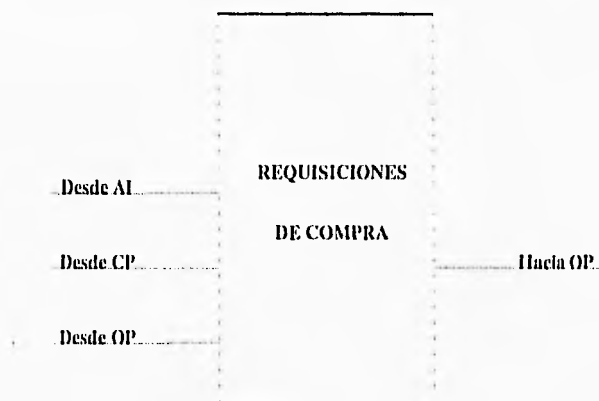 REQUISICIONES
DE COMPRA
Desde AI
Desde CP
Desde OP
Hacia OP